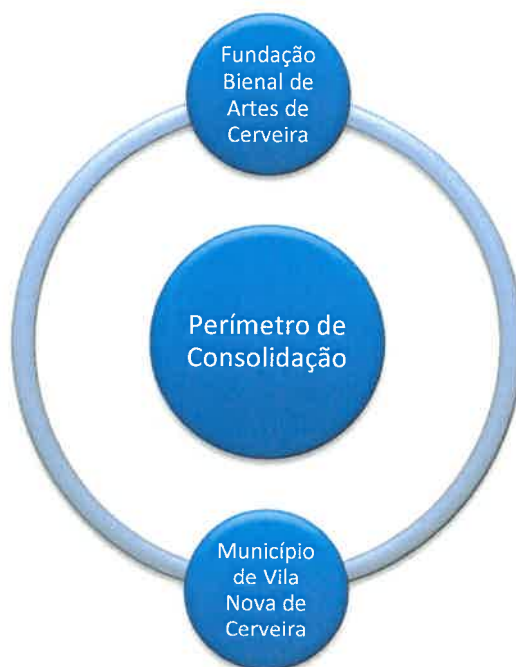 Fundação
Bienal de
Artes de
Cerveira
Perímetro de
Consolidação
Município
de Vila
Nova de
Cerveira